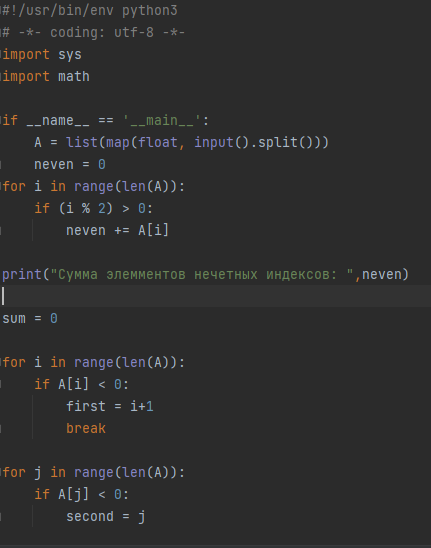 #!/usr/bin/env python3
# -*- coding: utf-8 -*-
import sys
import math
if __name__ == '__main__':
A = list(map(float, input().split()))
neven = 0
for i in range(len(A)):
if (i % 2) > 0:
neven += A[i]
print("Сумма элемментов нечетных индексов: ",neven)
sum = 0
for i in range(len(A)):
if A[i] < 0:
first = i+1
break
for j in range(len(A)):
if A[j] < 0:
second = j